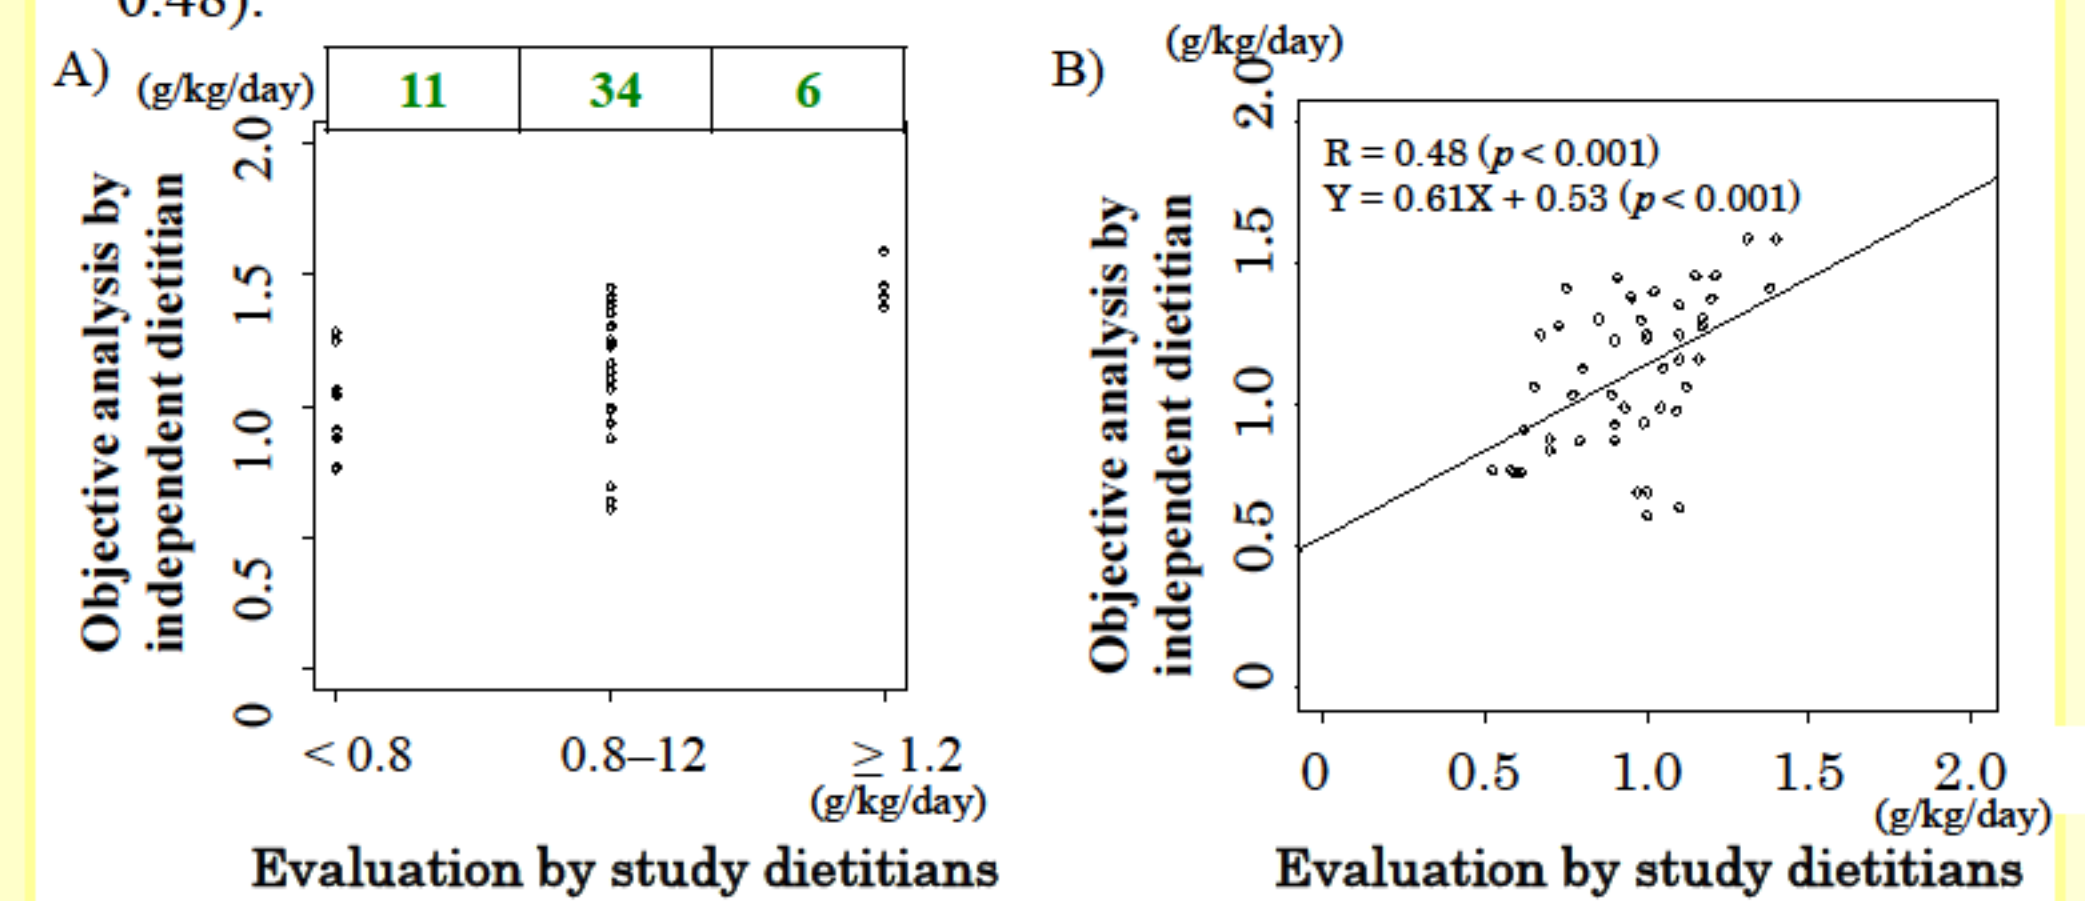 0.48).
A)
(g/kg/day) 11 34 6
Objective analysis by
independent dietitian
2.0
1.5
1.0
0.5
0
< 0.8 0.8–12 ≥ 1.2
(g/kg/day)
Evaluation by study dietitians
B)
(g/kg/day)
R = 0.48 (p < 0.001)
Y = 0.61X + 0.53 (p < 0.001)
Objective analysis by
independent dietitian
2.0
1.5
1.0
0.5
0
0 0.5 1.0 1.5 2.0
(g/kg/day)
Evaluation by study dietitians